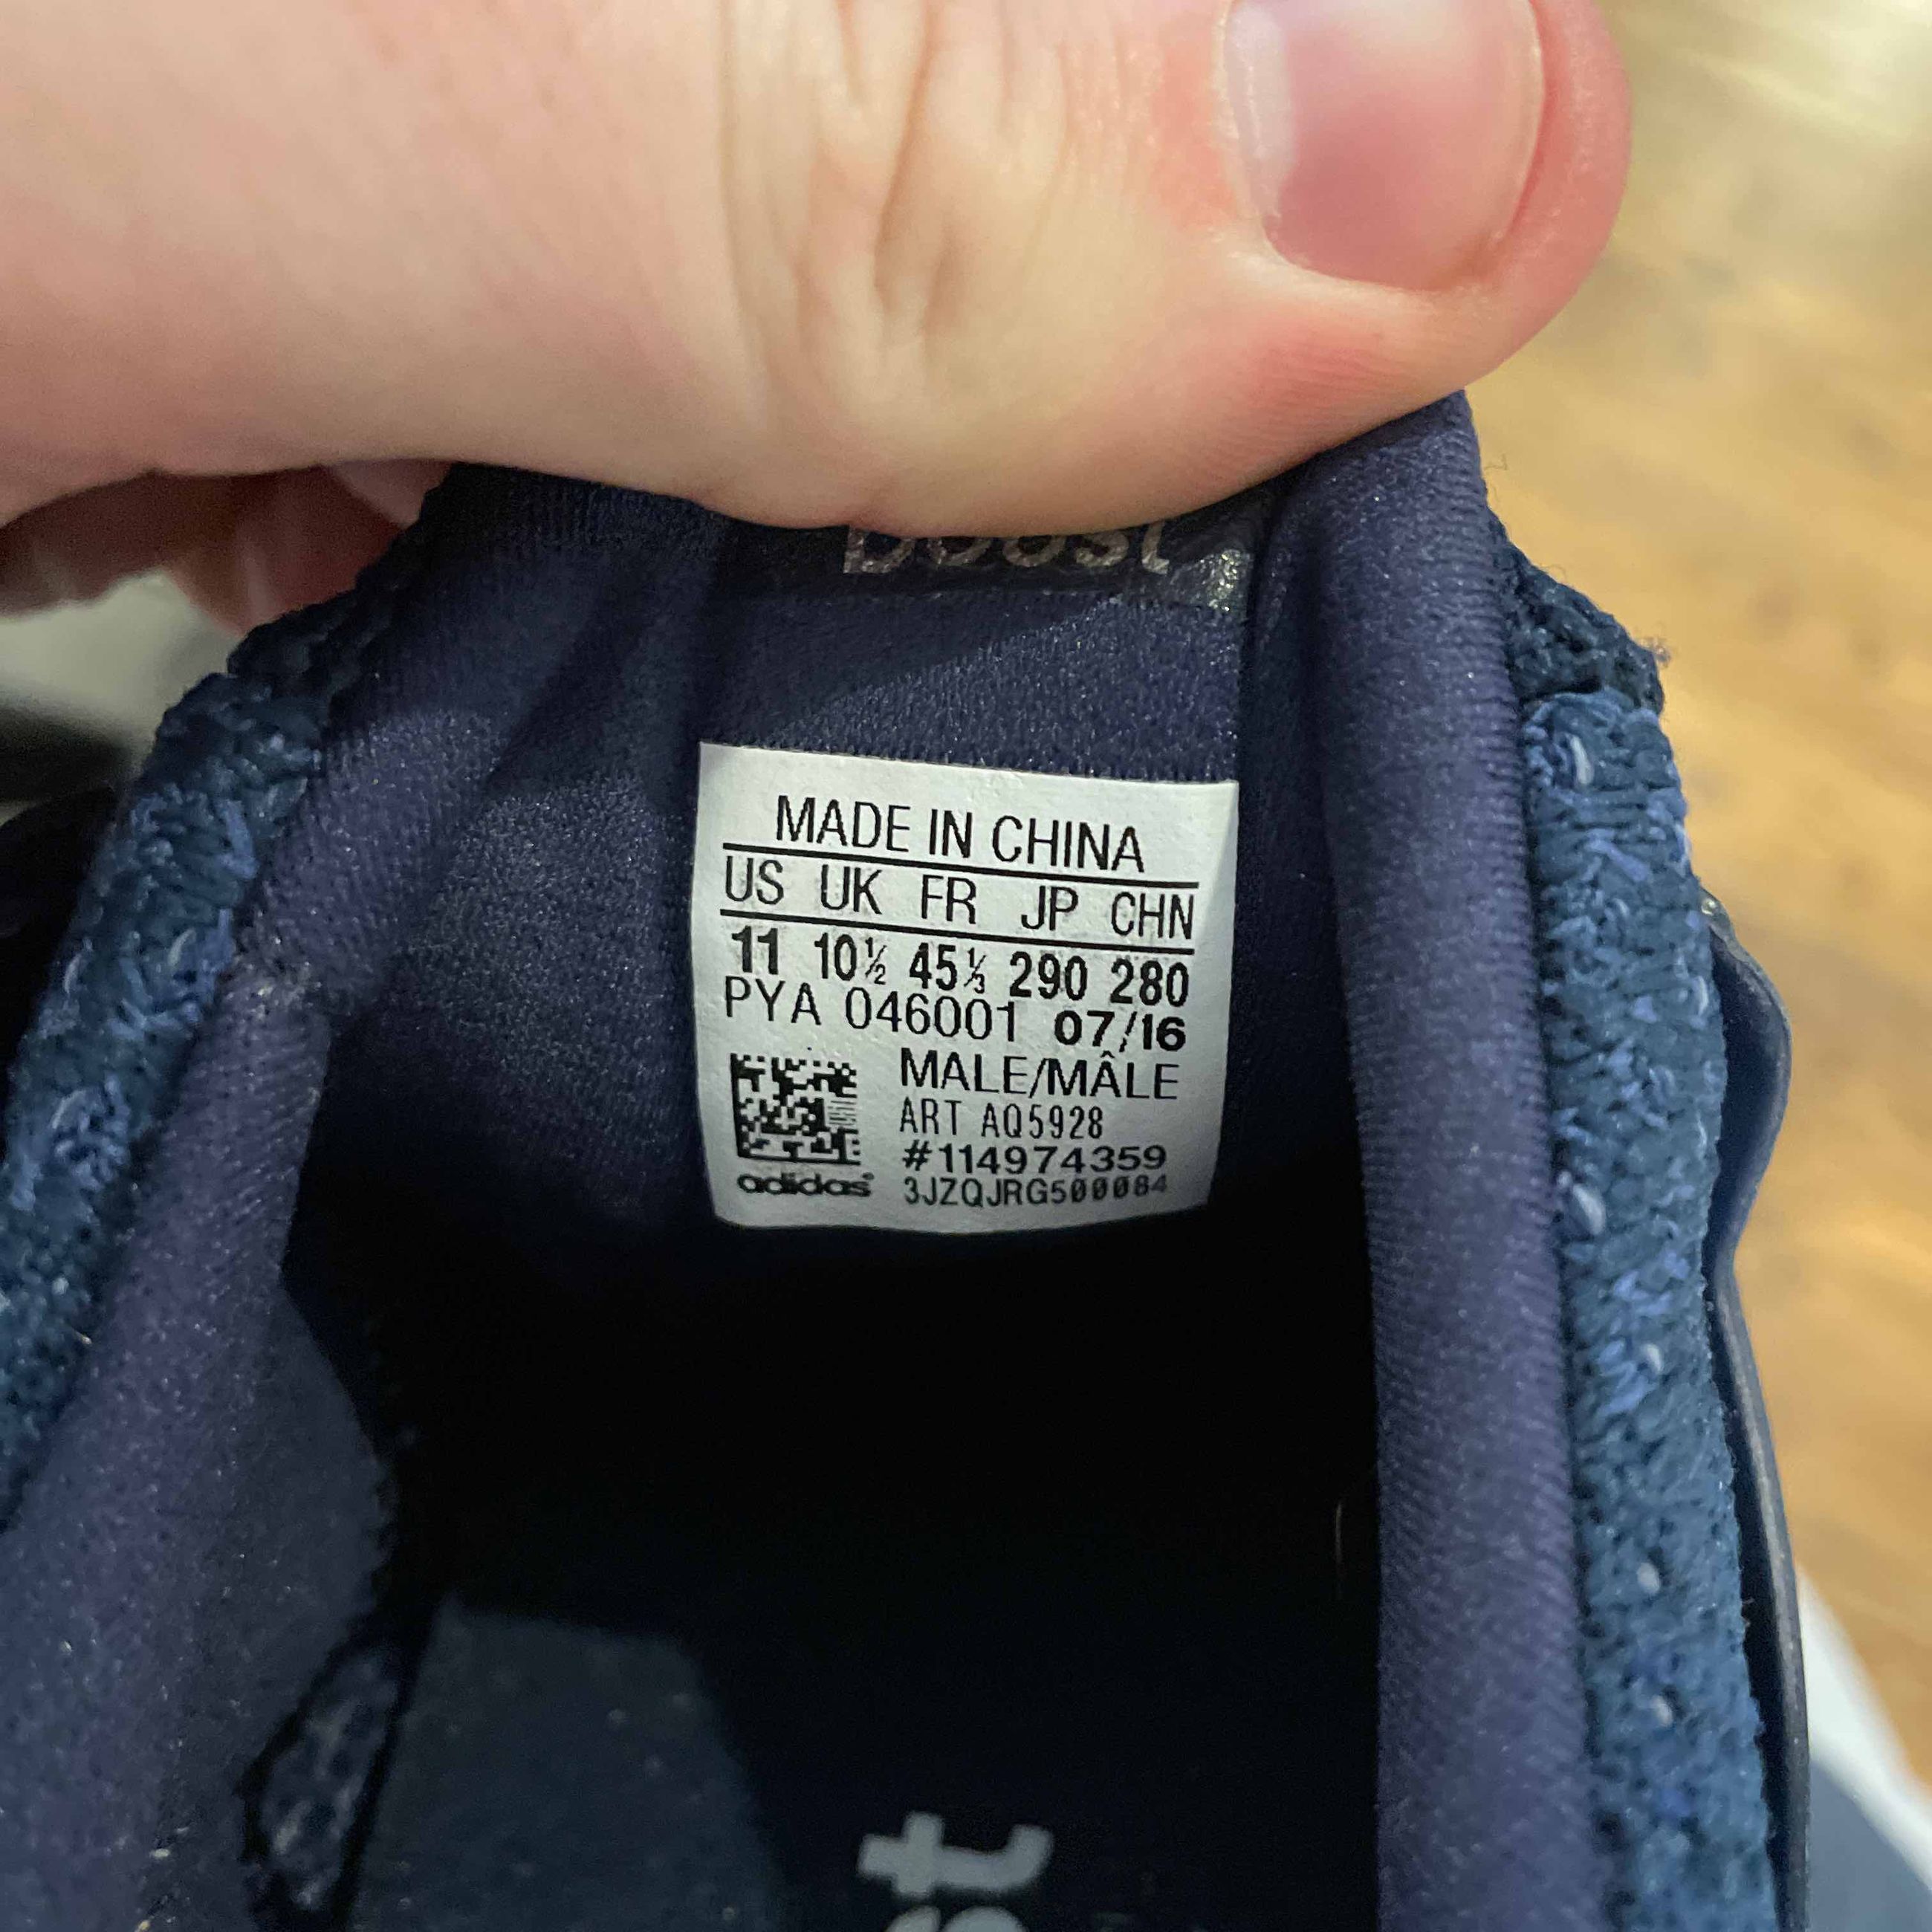 boost
MADE IN CHINA
US UK FR JP CHN
11 10½ 45⅓ 290 280
PYA 046001 07/16
MALE/MÂLE
ART AQ5928
#114974359
adidas® 3JZQJRG500084
st